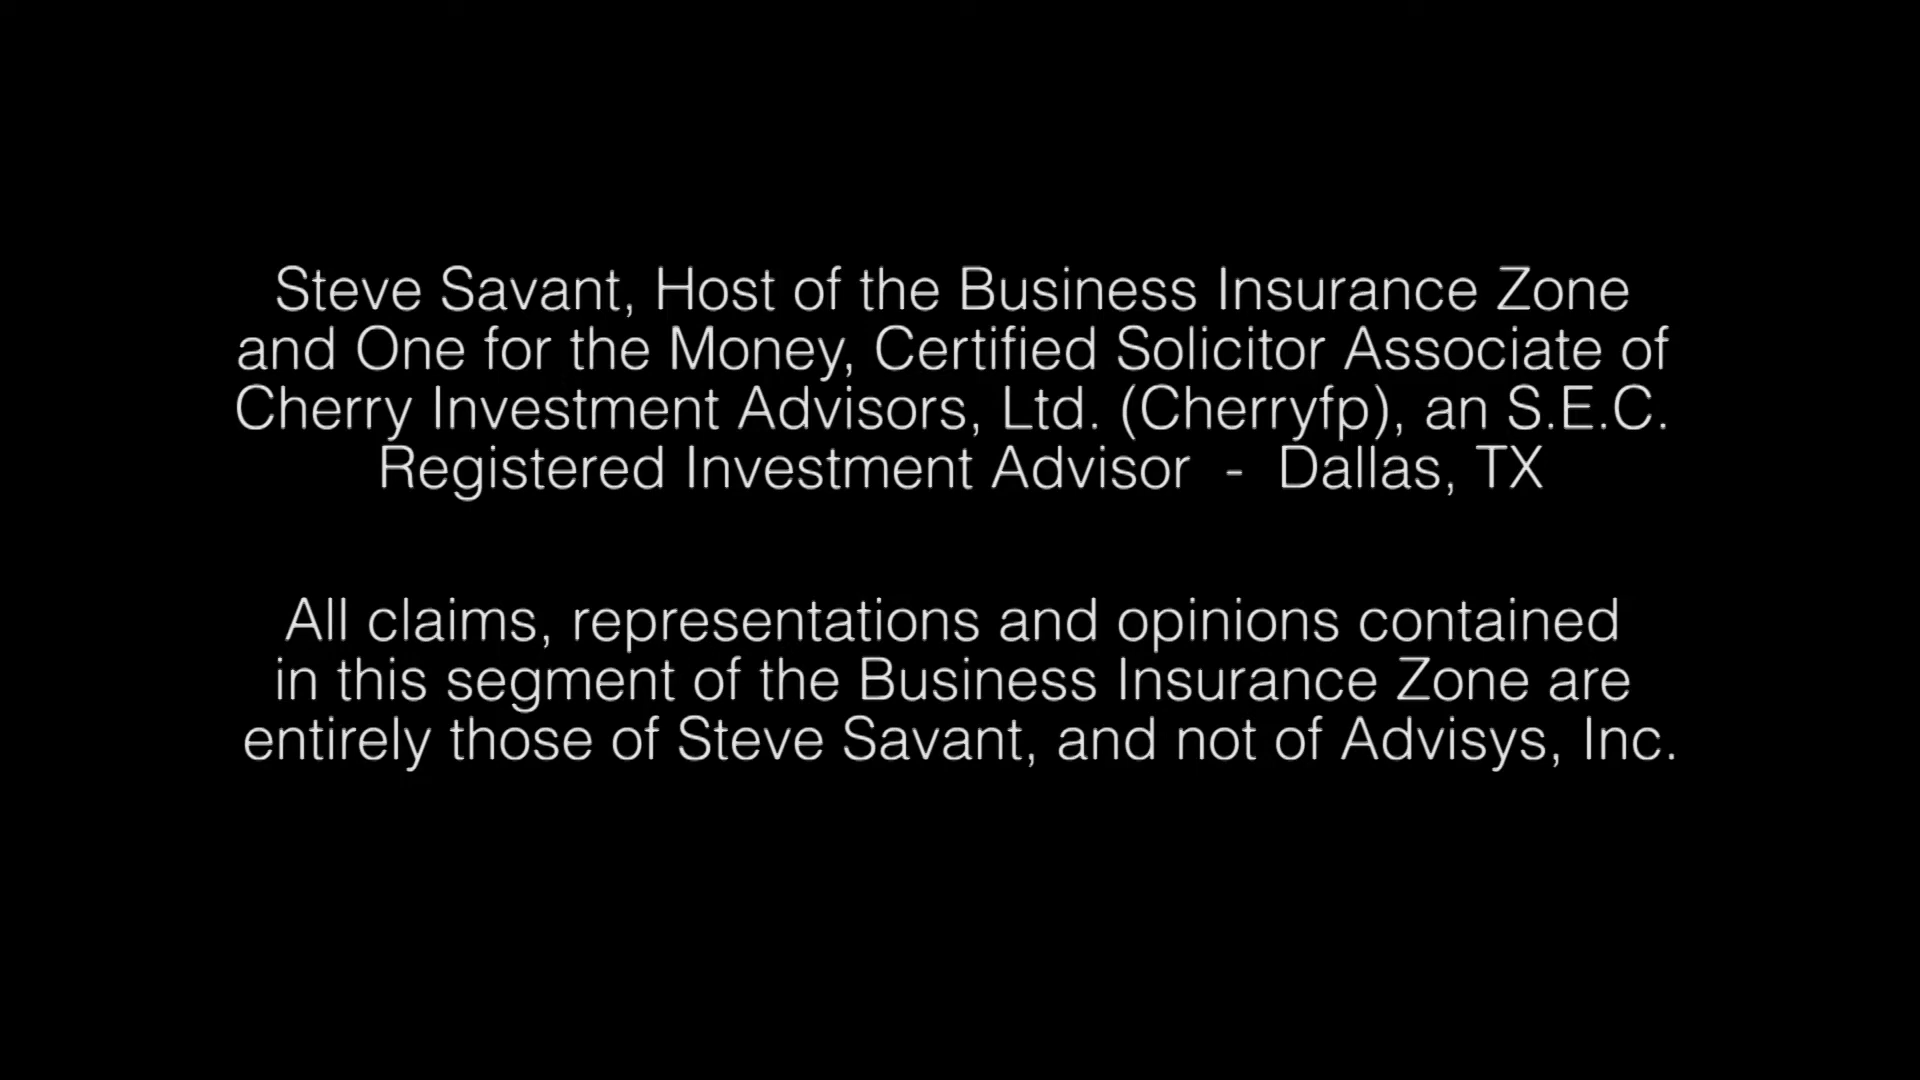 Steve Savant, Host of the Business Insurance Zone
and One for the Money, Certified Solicitor Associate of
Cherry Investment Advisors, Ltd. (Cherryfp), an S.E.C.
Registered Investment Advisor - Dallas, TX
All claims, representations and opinions contained
in this segment of the Business Insurance Zone are
entirely those of Steve Savant, and not of Advisys, Inc.